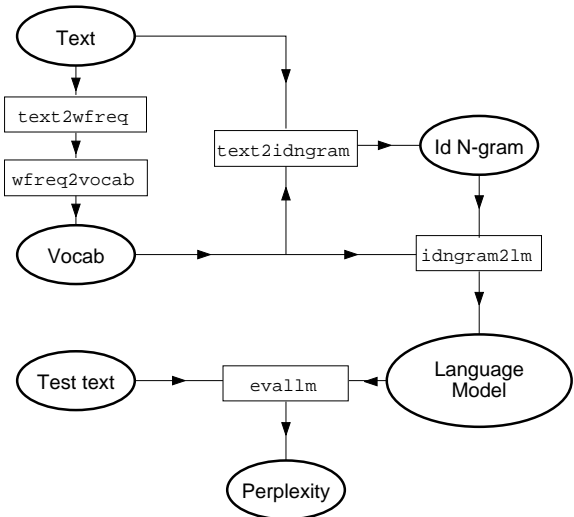 Text
text2wfreq
text2idngram
Id N-gram
wfreq2vocab
Vocab
idngram2lm
Test text
evallm
Language
Model
Perplexity